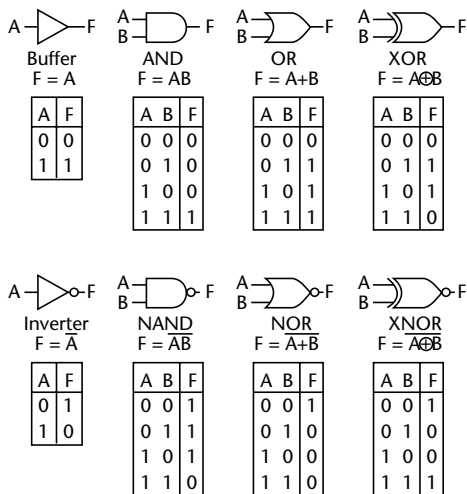 A F
Buffer
F = A
A F
0 0
1 1
A
B F
AND
F = AB
A B F
0 0 0
0 1 0
1 0 0
1 1 1
A
B F
OR
F = A+B
A B F
0 0 0
0 1 1
1 0 1
1 1 1
A
B F
XOR
F = A⊕B
A B F
0 0 0
0 1 1
1 0 1
1 1 0
A F
Inverter
F = A̅
A F
0 1
1 0
A
B F
NAND
F = A̅B̅
A B F
0 0 1
0 1 1
1 0 1
1 1 0
A
B F
NOR
F = A̅+̅B̅
A B F
0 0 1
0 1 0
1 0 0
1 1 0
A
B F
XNOR
F = A̅⊕̅B̅
A B F
0 0 1
0 1 0
1 0 0
1 1 1